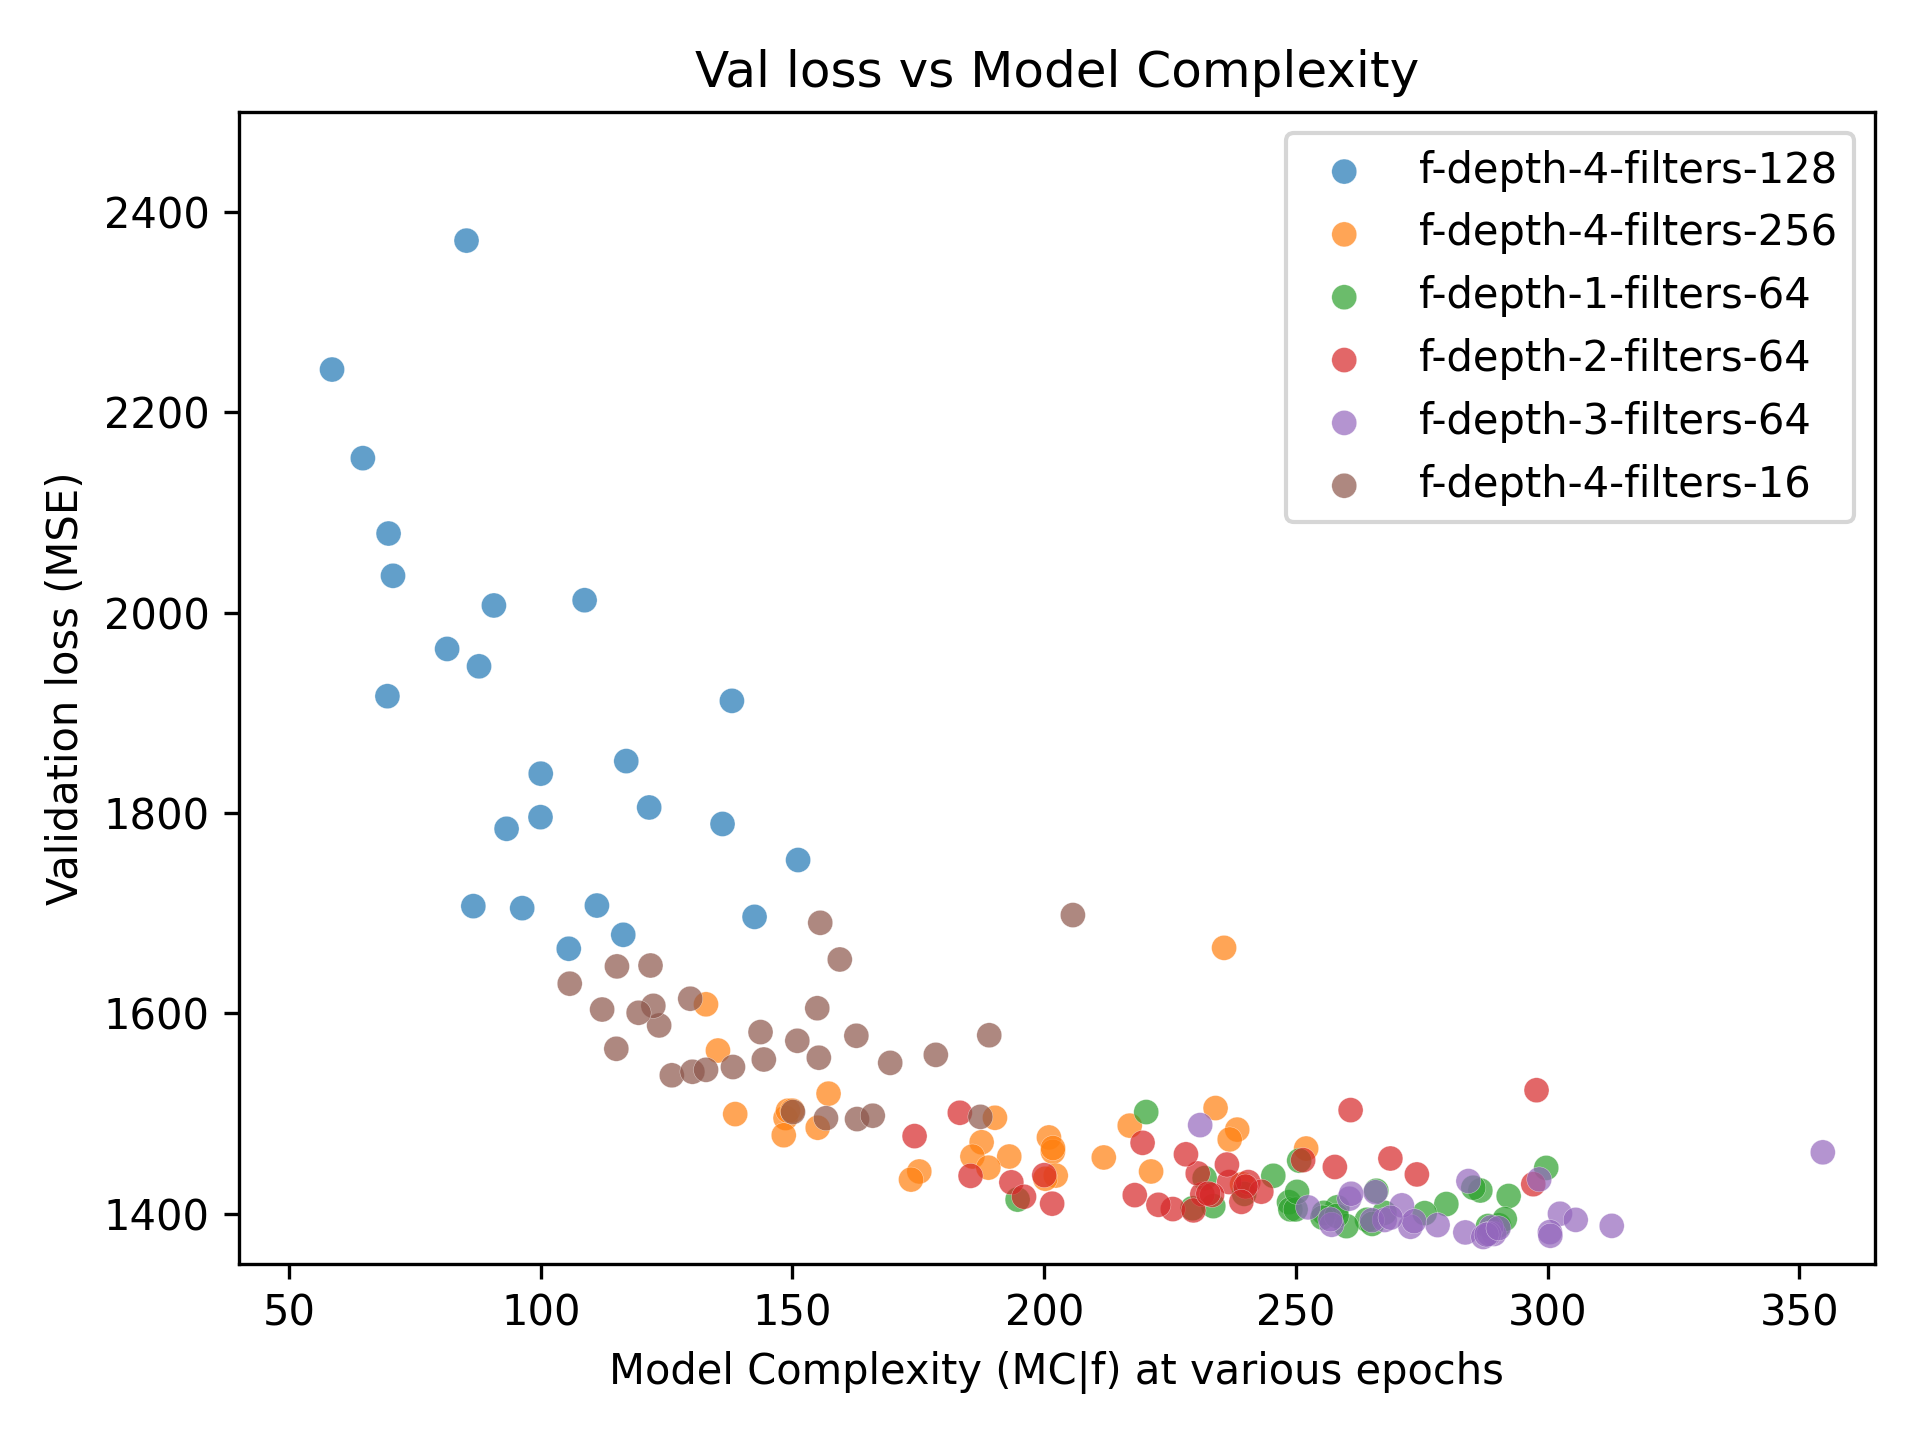 Val loss vs Model Complexity
f-depth-4-filters-128
f-depth-4-filters-256
f-depth-1-filters-64
f-depth-2-filters-64
f-depth-3-filters-64
f-depth-4-filters-16
Validation loss (MSE)
2400
2200
2000
1800
1600
1400
50 100 150 200 250 300 350
Model Complexity (MC|f) at various epochs